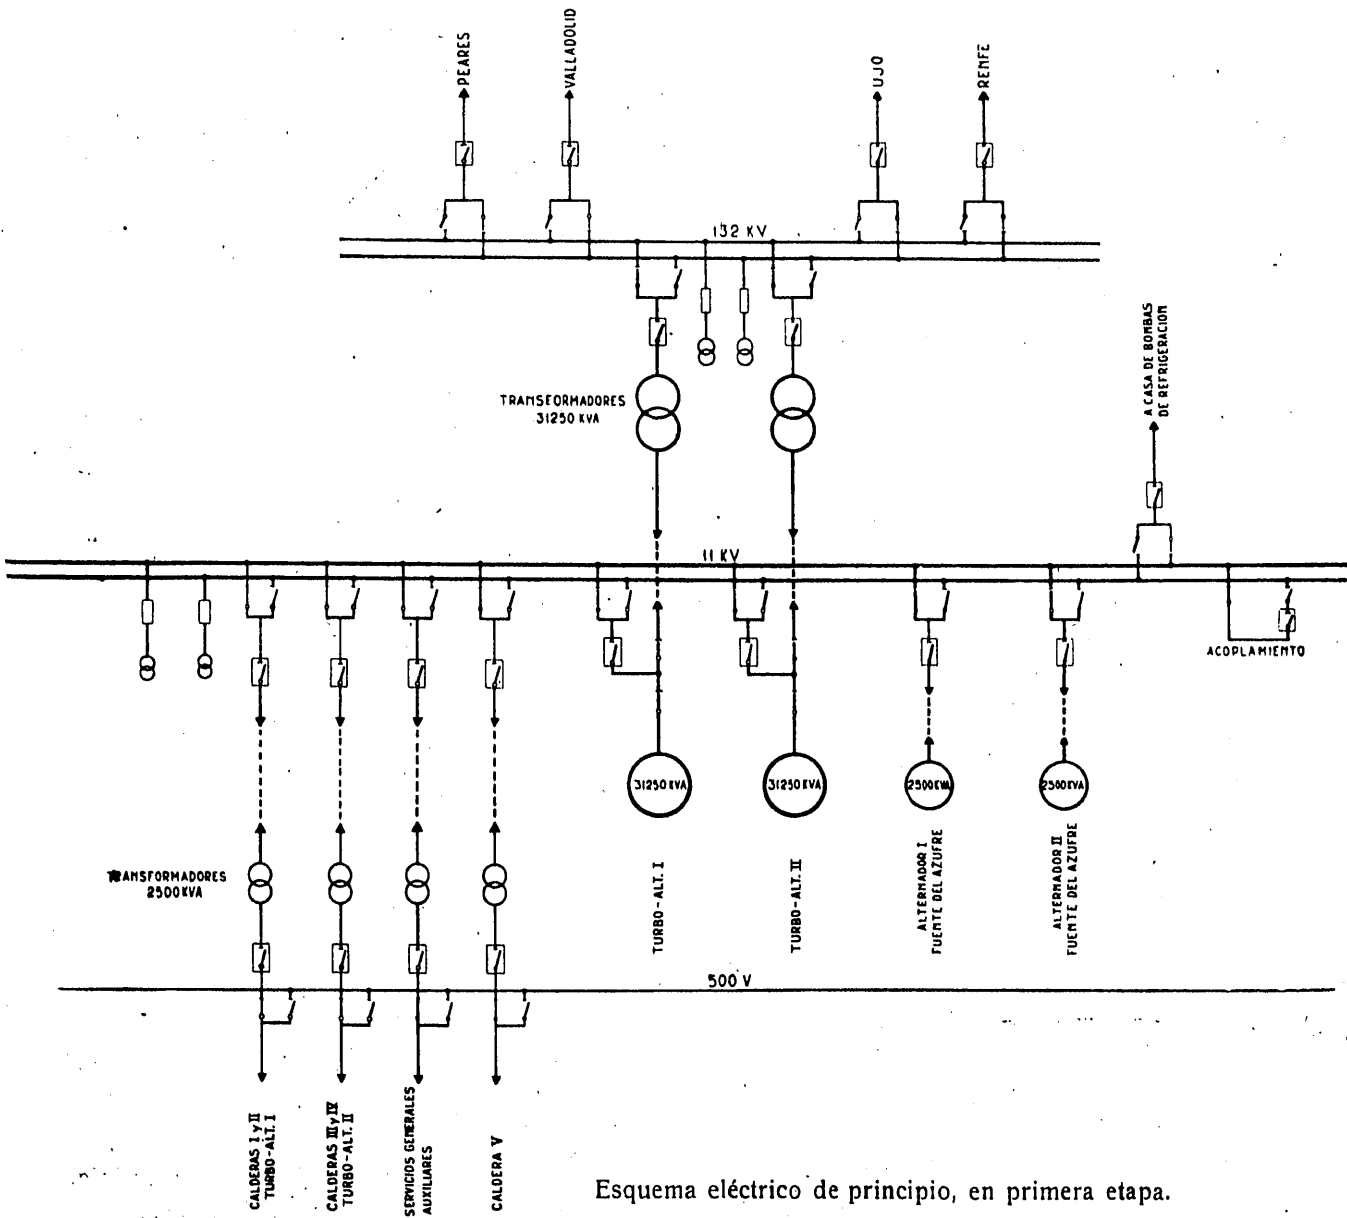 PEARES
VALLADOLID
UJO
RENFE
132 KV
A CASA DE BOMBAS
DE REFRIGERACION
TRANSFORMADORES
31250 KVA
11 KV
ACOPLAMIENTO
31250 KVA
31250 KVA
2500 KVA
2500 KVA
TRANSFORMADORES
2500 KVA
TURBO-ALT. I
TURBO-ALT. II
ALTERNADOR I
FUENTE DEL AZUFRE
ALTERNADOR II
FUENTE DEL AZUFRE
500 V
CALDERAS I y II
TURBO-ALT. I
CALDERAS III y IV
TURBO-ALT. II
SERVICIOS GENERALES
AUXILIARES
CALDERA V
Esquema eléctrico de principio, en primera etapa.